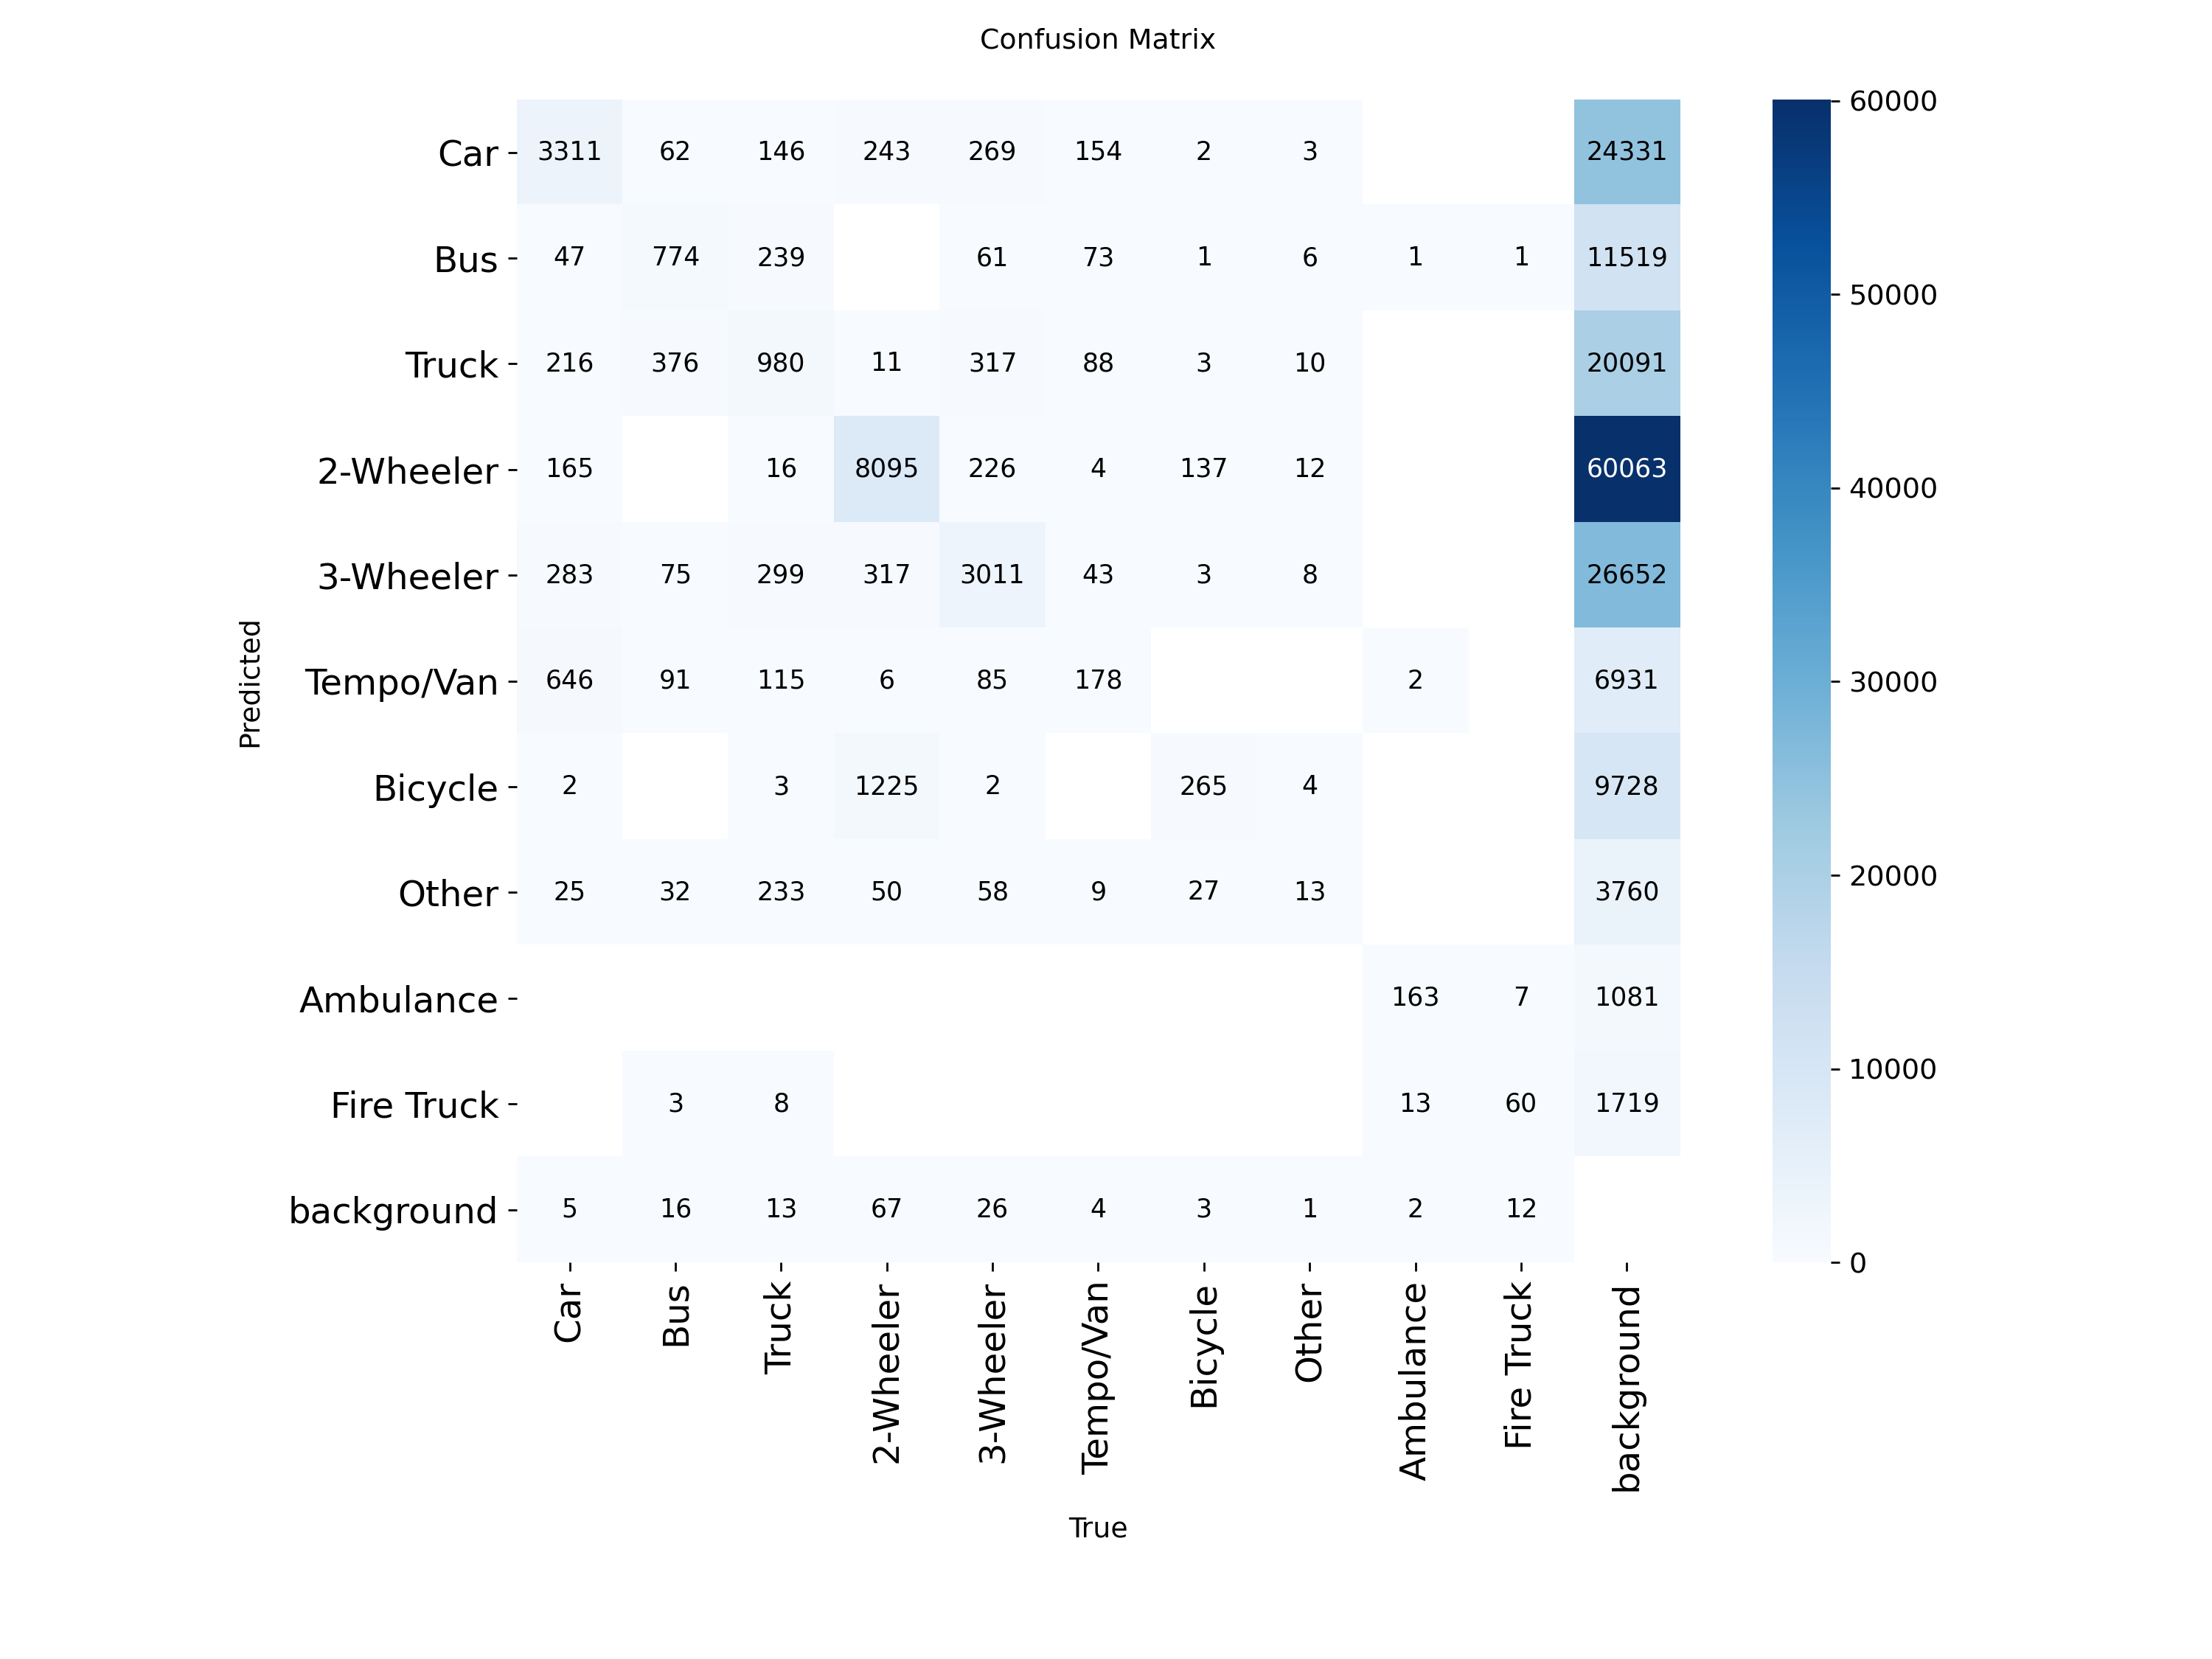 Confusion Matrix
Car 3311 62 146 243 269 154 2 3 24331
Bus 47 774 239 61 73 1 6 1 1 11519
Truck 216 376 980 11 317 88 3 10 20091
2-Wheeler 165 16 8095 226 4 137 12 60063
3-Wheeler 283 75 299 317 3011 43 3 8 26652
Tempo/Van 646 91 115 6 85 178 2 6931
Bicycle 2 3 1225 2 265 4 9728
Other 25 32 233 50 58 9 27 13 3760
Ambulance 163 7 1081
Fire Truck 3 8 13 60 1719
background 5 16 13 67 26 4 3 1 2 12
Predicted
Car Bus Truck 2-Wheeler 3-Wheeler Tempo/Van Bicycle Other Ambulance Fire Truck background
True
60000
50000
40000
30000
20000
10000
0